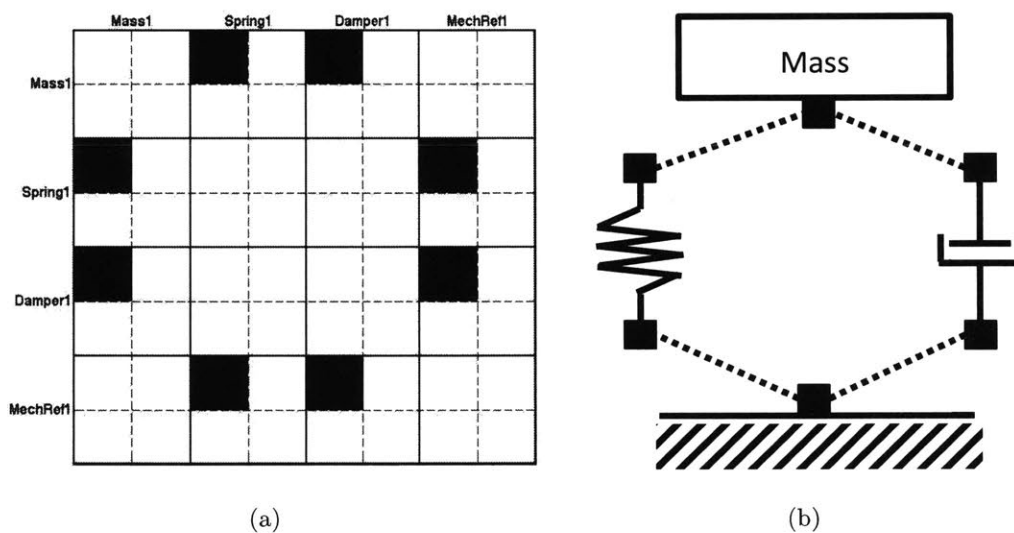 Mass1 Spring1 Damper1 MechRef1
Mass1
Spring1
Damper1
MechRef1
Mass
(a) (b)